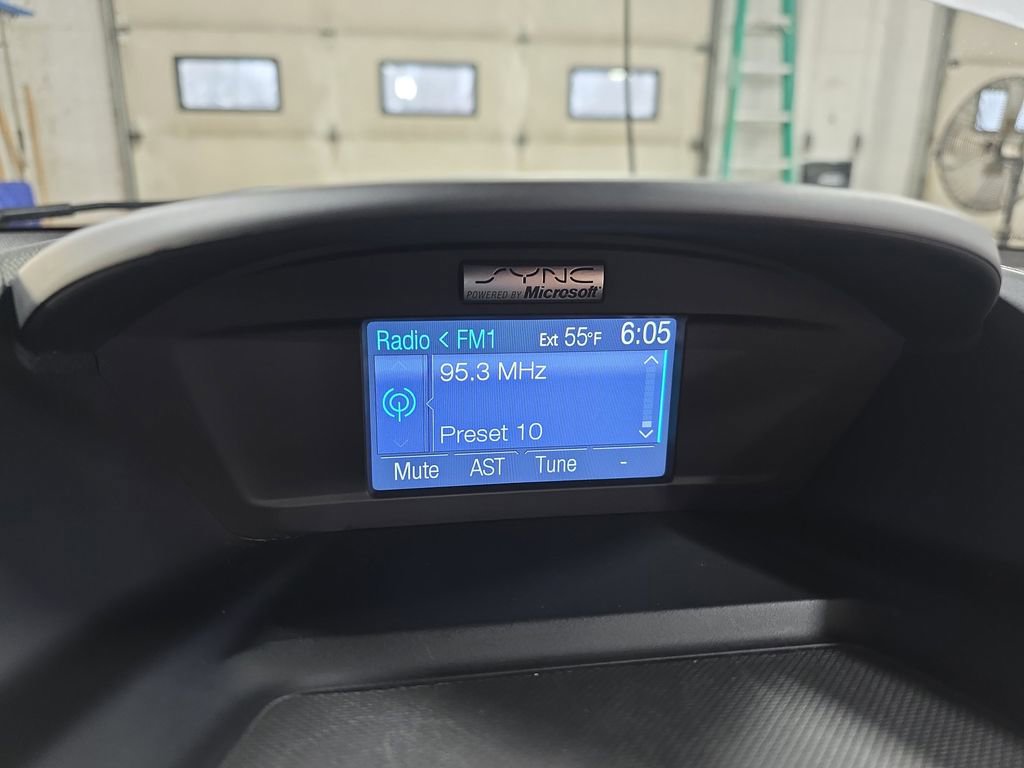 SYNC
POWERED BY Microsoft
Radio < FM1 Ext 55°F 6:05
95.3 MHz
Preset 10
Mute AST Tune -